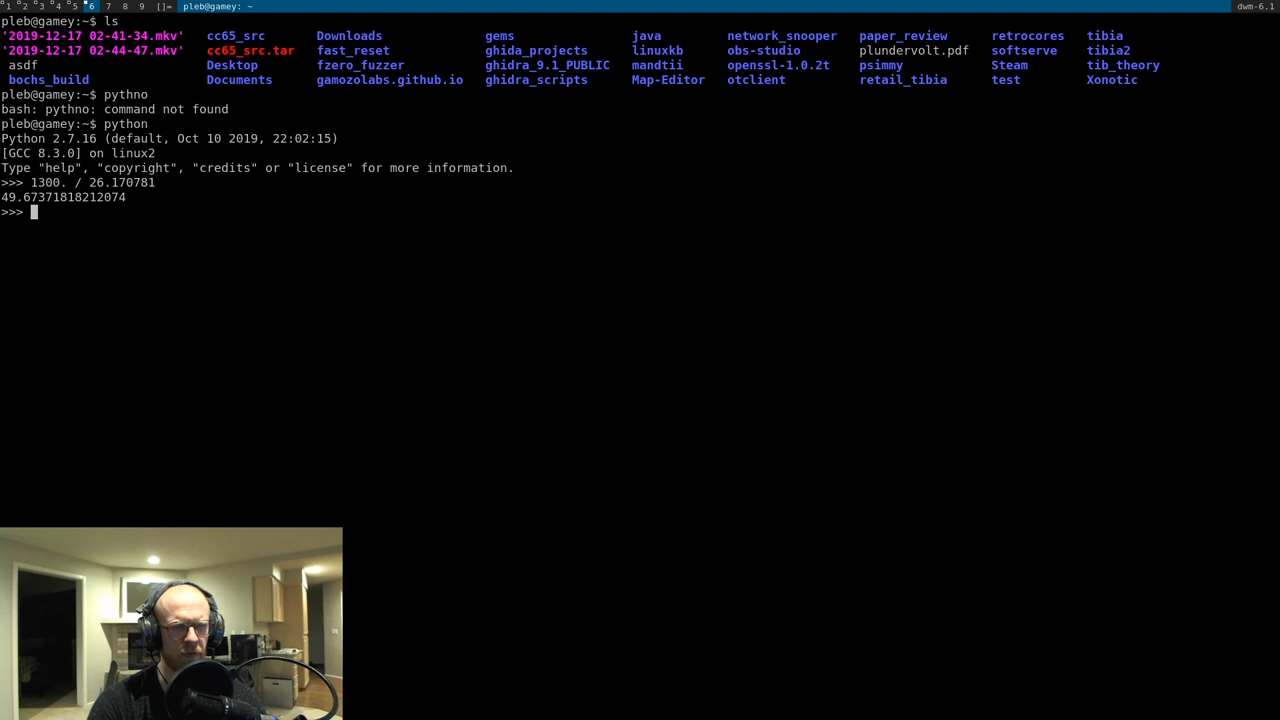 1 2 3 4 5 6 7 8 9 []= pleb@gamey: ~ dwm-6.1
pleb@gamey:~$ ls
'2019-12-17 02-41-34.mkv' cc65_src Downloads gems java network_snooper paper_review retrocores tibia
'2019-12-17 02-44-47.mkv' cc65_src.tar fast_reset ghida_projects linuxkb obs-studio plundervolt.pdf softserve tibia2
asdf Desktop fzero_fuzzer ghidra_9.1_PUBLIC mandtii openssl-1.0.2t psimmy Steam tib_theory
bochs_build Documents gamozolabs.github.io ghidra_scripts Map-Editor otclient retail_tibia test Xonotic
pleb@gamey:~$ pythno
bash: pythno: command not found
pleb@gamey:~$ python
Python 2.7.16 (default, Oct 10 2019, 22:02:15)
[GCC 8.3.0] on linux2
Type "help", "copyright", "credits" or "license" for more information.
>>> 1300. / 26.170781
49.67371818212074
>>>